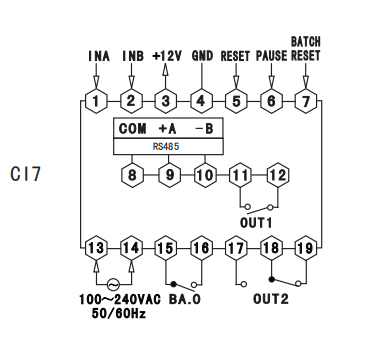 BATCH
INA INB +12V GND RESET PAUSE RESET
1 2 3 4 5 6 7
COM +A -B
RS485
CI7
8 9 10 11 12
OUT1
13 14 15 16 17 18 19
100~240VAC BA.O OUT2
50/60Hz